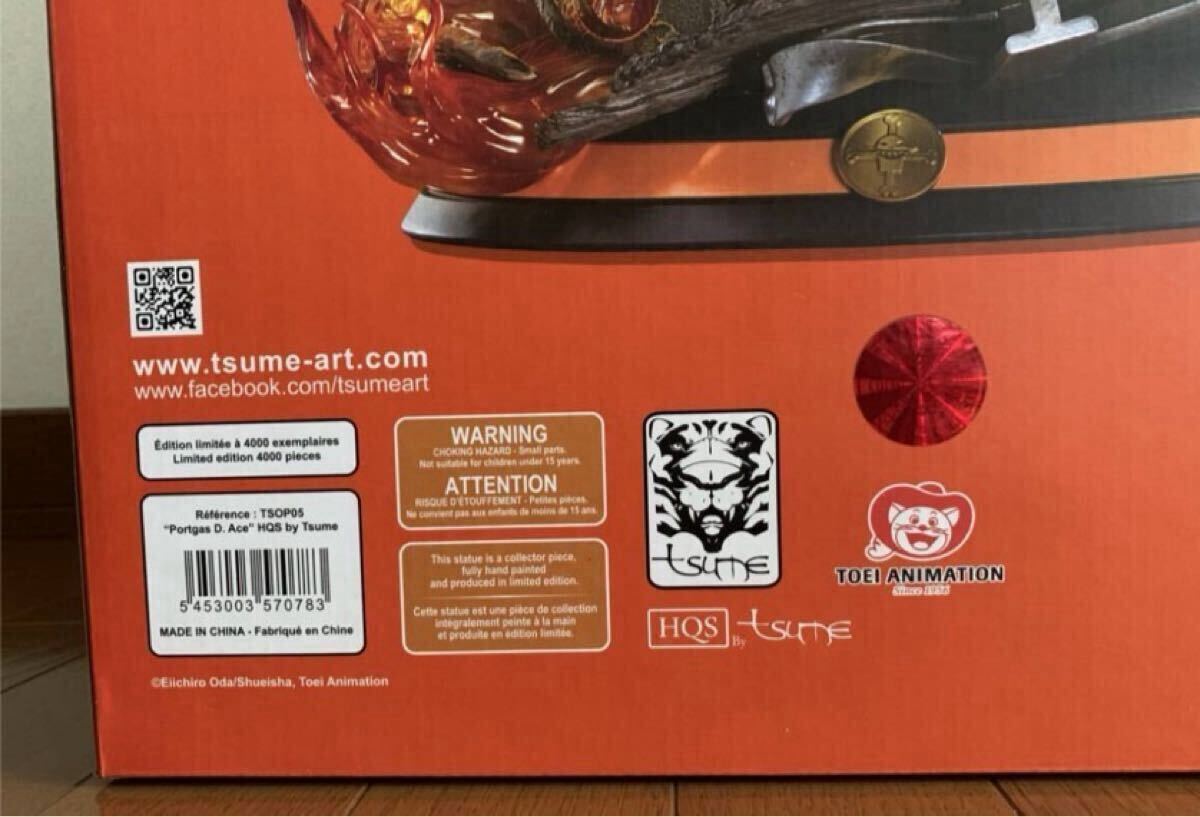 www.tsume-art.com
www.facebook.com/tsumeart
Édition limitée à 4000 exemplaires
Limited edition 4000 pieces
Référence : TSOP05
"Portgas D. Ace" HQS by Tsume
5 453003 570783
MADE IN CHINA - Fabriqué en Chine
©Eiichiro Oda/Shueisha, Toei Animation
WARNING
CHOKING HAZARD - Small parts.
Not suitable for children under 15 years.
ATTENTION
RISQUE D'ÉTOUFFEMENT - Petites pièces.
Ne convient pas aux enfants de moins de 15 ans.
This statue is a collector piece,
fully hand painted
and produced in limited edition.
Cette statue est une pièce de collection
intégralement peinte à la main
et produite en édition limitée.
tsume
HQS By tsume
TOEI ANIMATION
Since 1956